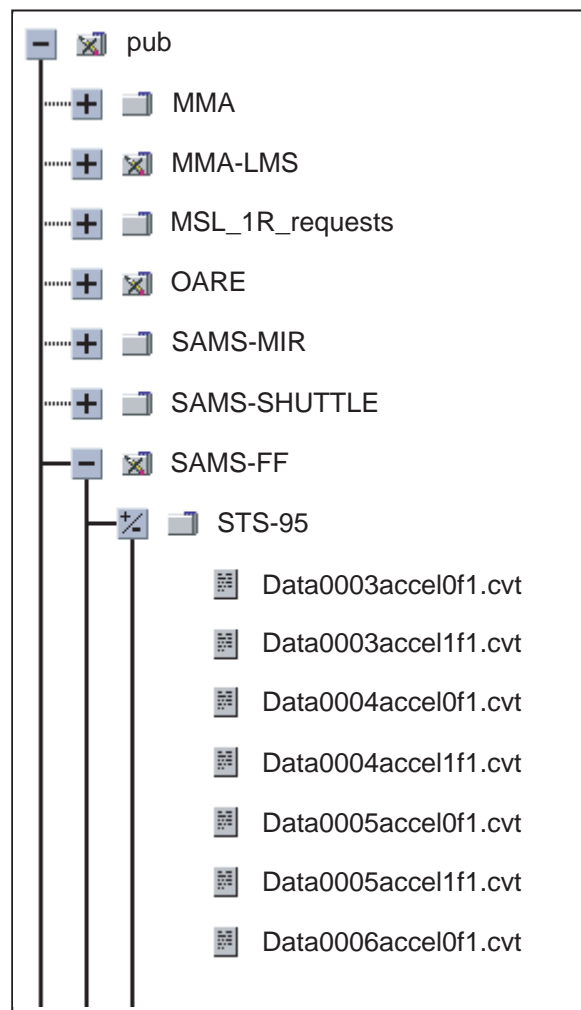 pub
MMA
MMA-LMS
MSL_1R_requests
OARE
SAMS-MIR
SAMS-SHUTTLE
SAMS-FF
STS-95
Data0003accel0f1.cvt
Data0003accel1f1.cvt
Data0004accel0f1.cvt
Data0004accel1f1.cvt
Data0005accel0f1.cvt
Data0005accel1f1.cvt
Data0006accel0f1.cvt